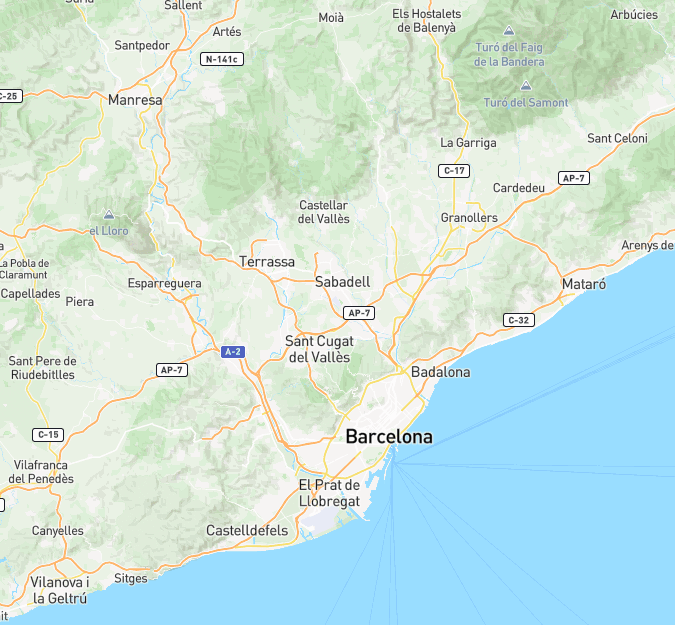 Sallent
Moià
Els Hostalets
de Balenyà
Arbúcies
Artés
Santpedor
Turó del Faig
de la Bandera
N-141c
C-25
Manresa
Turó del Samont
La Garriga
Sant Celoni
C-17
AP-7
Cardedeu
Castellar
del Vallès
Granollers
el Lloro
Arenys de
La Pobla de
Claramunt
Terrassa
Sabadell
Esparreguera
Mataró
Capellades
Piera
AP-7
C-32
Sant Cugat
del Vallès
A-2
Sant Pere de
Riudebitlles
AP-7
Badalona
C-15
Barcelona
Vilafranca
del Penedès
El Prat de
Llobregat
Canyelles
Castelldefels
Vilanova i
la Geltrú
Sitges